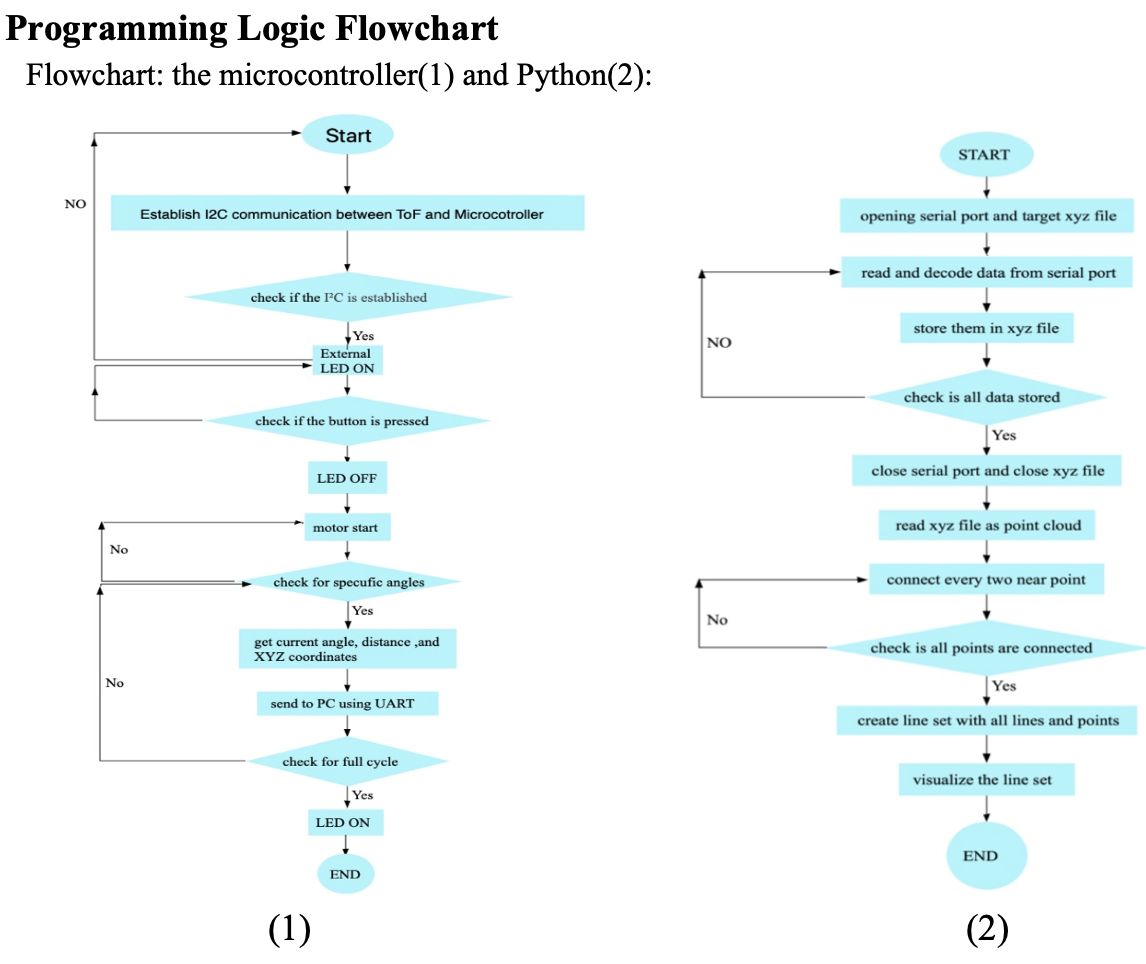 Programming Logic Flowchart
Flowchart: the microcontroller(1) and Python(2):
Start
NO
Establish I2C communication between ToF and Microcotroller
check if the I²C is established
Yes
External
LED ON
check if the button is pressed
LED OFF
motor start
No
check for specufic angles
Yes
get current angle, distance ,and
XYZ coordinates
No
send to PC using UART
check for full cycle
Yes
LED ON
END
(1)
START
opening serial port and target xyz file
read and decode data from serial port
store them in xyz file
NO
check is all data stored
Yes
close serial port and close xyz file
read xyz file as point cloud
connect every two near point
No
check is all points are connected
Yes
create line set with all lines and points
visualize the line set
END
(2)